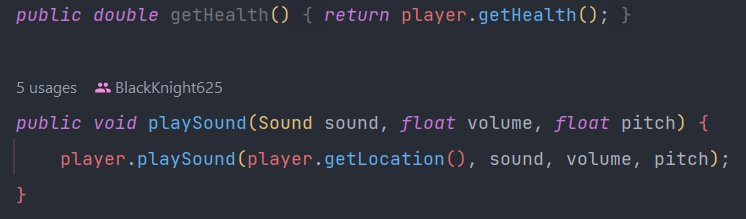 public double getHealth() { return player.getHealth(); }
5 usages BlackKnight625
public void playSound(Sound sound, float volume, float pitch) {
    player.playSound(player.getLocation(), sound, volume, pitch);
}